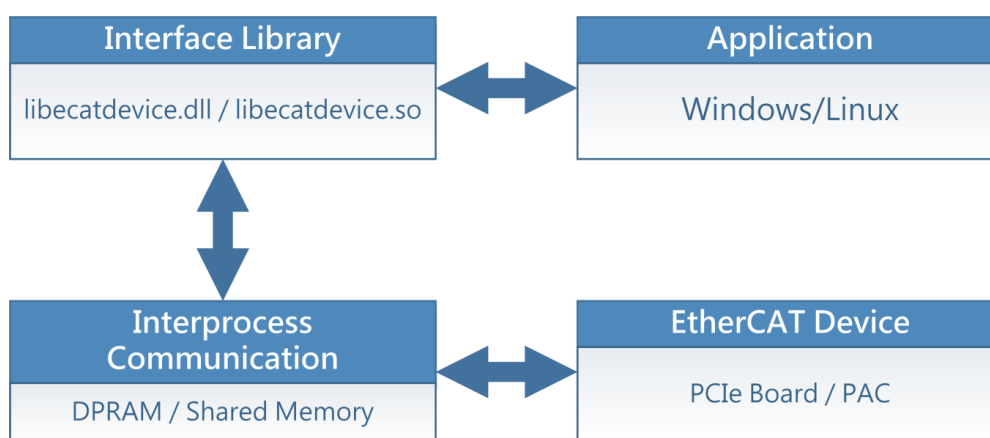 Interface Library
libecatdevice.dll / libecatdevice.so
Application
Windows/Linux
Interprocess
Communication
DPRAM / Shared Memory
EtherCAT Device
PCIe Board / PAC